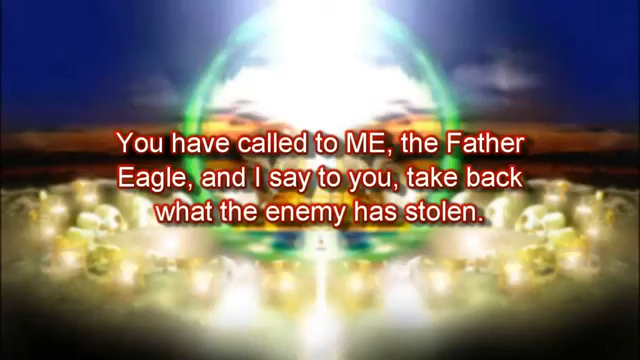 You have called to ME, the Father
Eagle, and I say to you, take back
what the enemy has stolen.